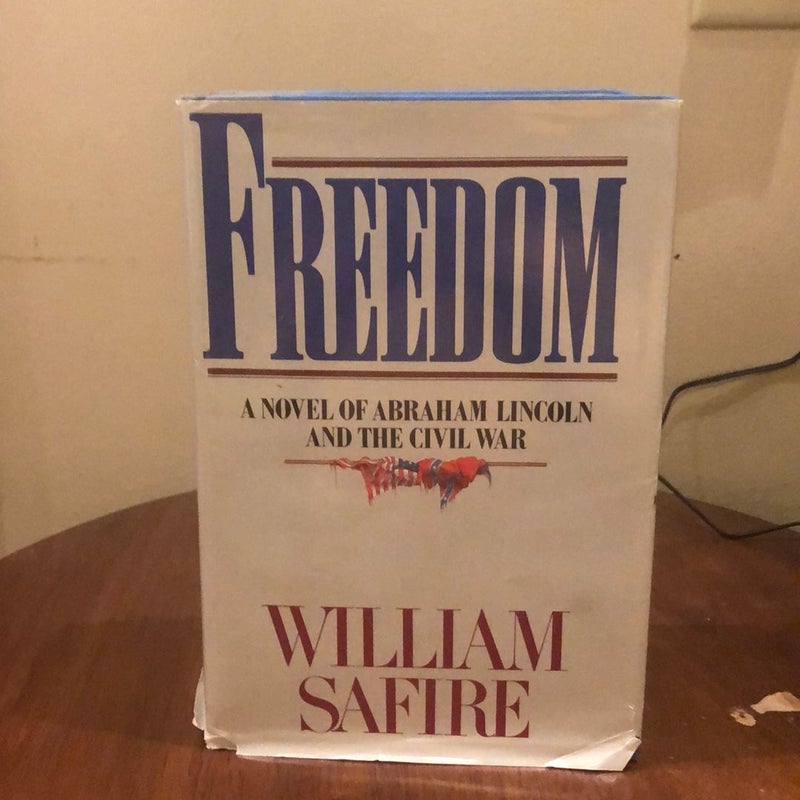 FREEDOM
A NOVEL OF ABRAHAM LINCOLN
AND THE CIVIL WAR
WILLIAM
SAFIRE